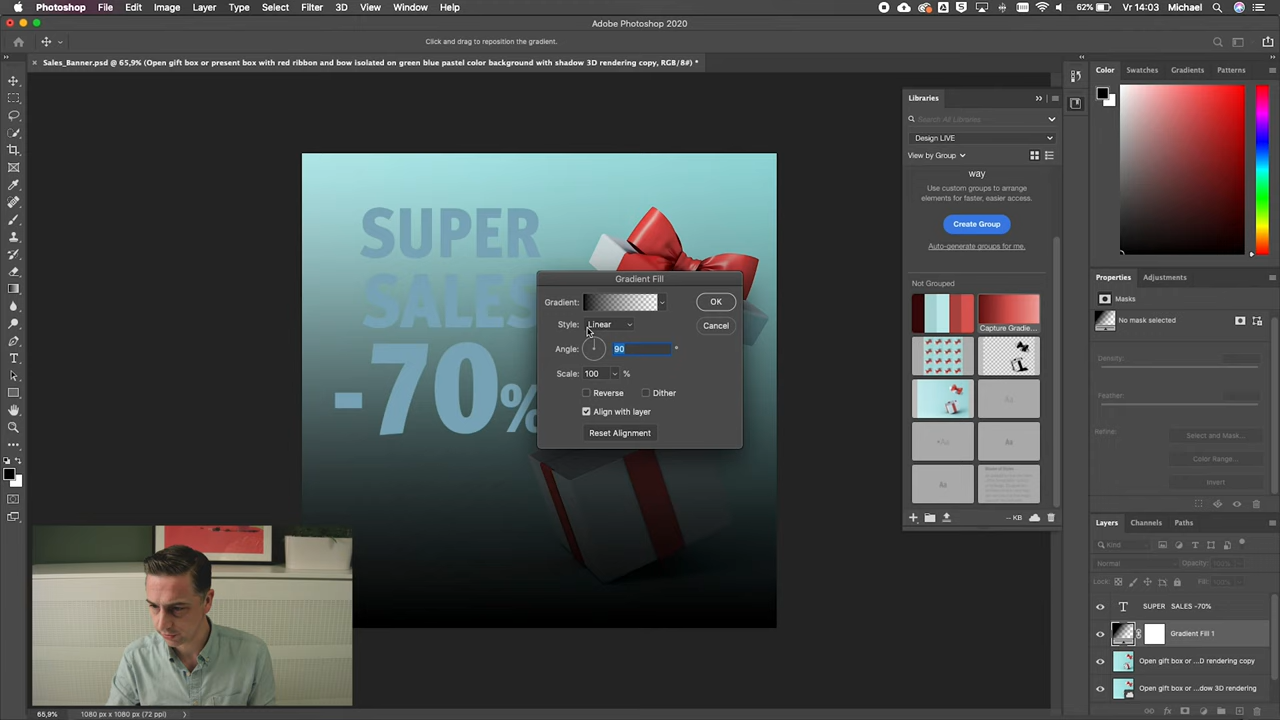 Photoshop File Edit Image Layer Type Select Filter 3D View Window Help 62% Vr 14:03 Michael
Adobe Photoshop 2020
Click and drag to reposition the gradient.
Sales_Banner.psd @ 65,9% (Open gift box or present box with red ribbon and bow isolated on green blue pastel color background with shadow 3D rendering copy, RGB/8#) *
Color Swatches Gradients Patterns
Libraries
Search All Libraries
Design LIVE
View by Group
way
Use custom groups to arrange
elements for faster, easier access.
Create Group
Auto-generate groups for me.
Not Grouped
Capture Gradie...
- KB
SUPER
SALES
-70%
Gradient Fill
Gradient:
OK
Style: Linear
Cancel
Angle: 90 °
Scale: 100 %
Reverse Dither
Align with layer
Reset Alignment
Properties Adjustments
Masks
No mask selected
Density:
Feather:
Refine:
Select and Mask...
Color Range...
Invert
Layers Channels Paths
Kind
Normal Opacity: 100%
Lock: Fill: 100%
T SUPER SALES -70%
Gradient Fill 1
Open gift box or ...D rendering copy
Open gift box or ...dow 3D rendering
65,9% 1080 px x 1080 px (72 ppi)